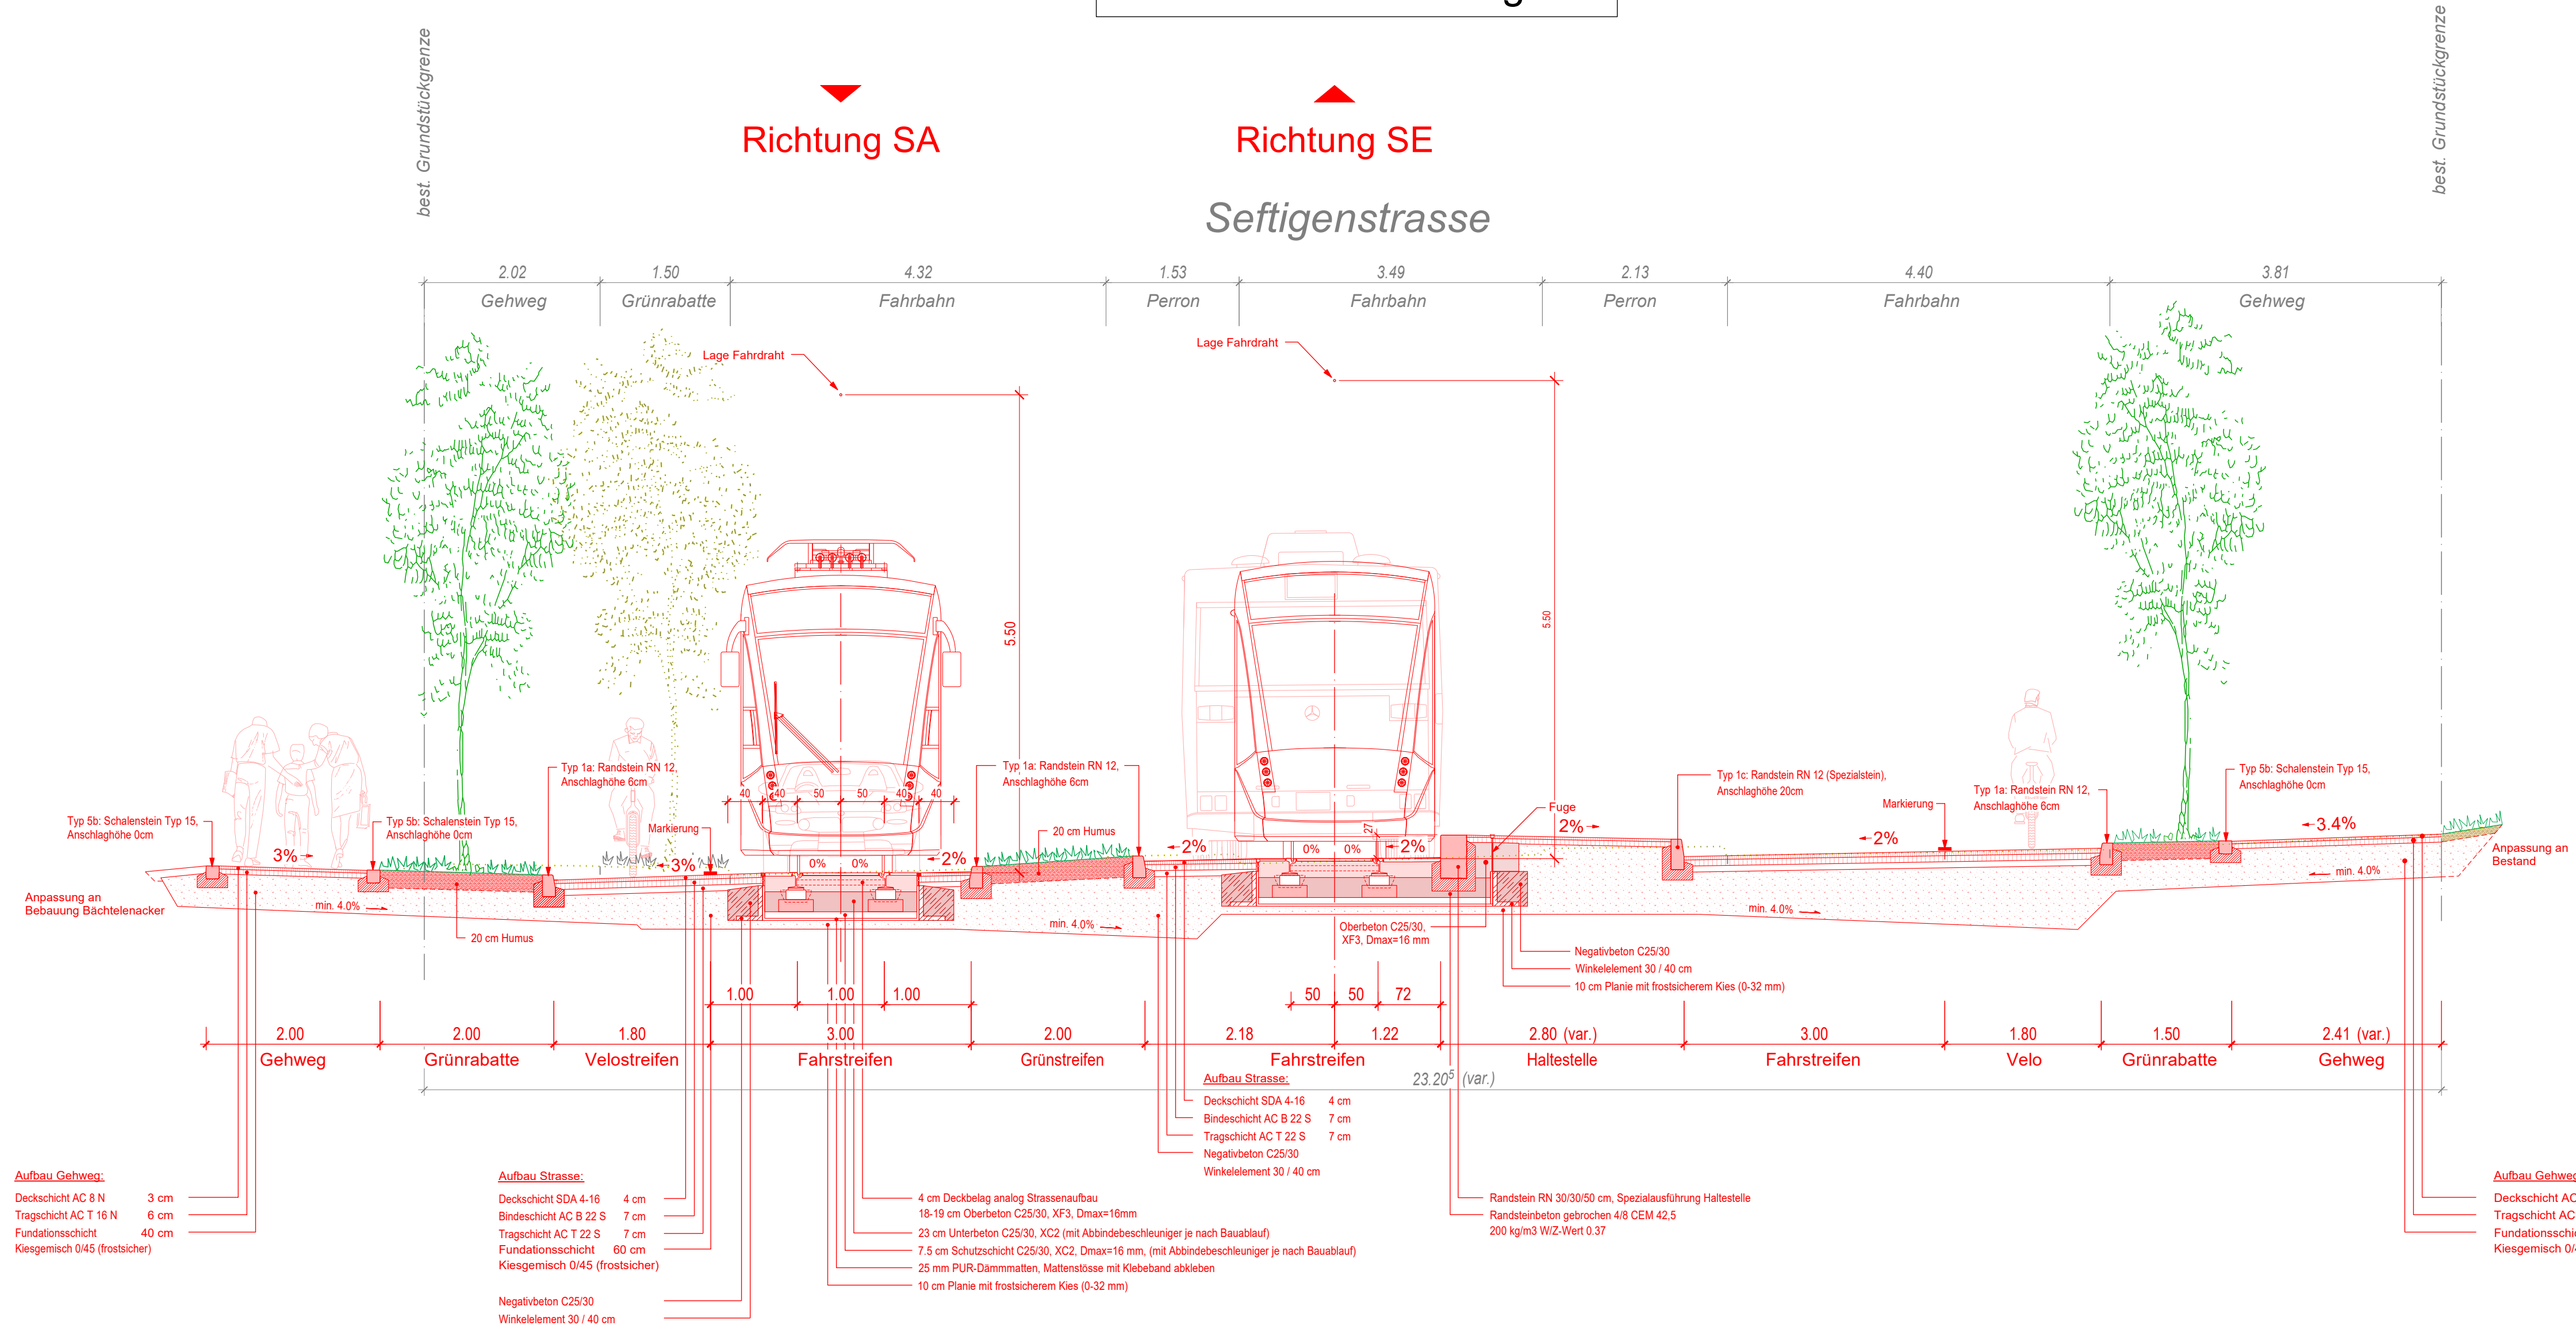 best. Grundstückgrenze
best. Grundstückgrenze
Richtung SA
Richtung SE
Seftigenstrasse
2.02 1.50 4.32 1.53 3.49 2.13 4.40 3.81
Gehweg Grünrabatte Fahrbahn Perron Fahrbahn Perron Fahrbahn Gehweg
Lage Fahrdraht
Lage Fahrdraht
5.50
5.50
Typ 5b: Schalenstein Typ 15,
Anschlaghöhe 0cm
Typ 5b: Schalenstein Typ 15,
Anschlaghöhe 0cm
Typ 1a: Randstein RN 12,
Anschlaghöhe 6cm
Markierung
40 40 50 50 40 40
Typ 1a: Randstein RN 12,
Anschlaghöhe 6cm
20 cm Humus
27
Fuge
Typ 1c: Randstein RN 12 (Spezialstein),
Anschlaghöhe 20cm
Markierung
Typ 1a: Randstein RN 12,
Anschlaghöhe 6cm
Typ 5b: Schalenstein Typ 15,
Anschlaghöhe 0cm
3% 3% 0% 0% 2% 2% 0% 0% 2% 2% 2% 3.4%
Anpassung an
Bebauung Bächtelenacker
Anpassung an
Bestand
min. 4.0% min. 4.0% min. 4.0% min. 4.0%
20 cm Humus
Oberbeton C25/30,
XF3, Dmax=16 mm
Negativbeton C25/30
Winkelelement 30 / 40 cm
10 cm Planie mit frostsicherem Kies (0-32 mm)
1.00 1.00 1.00 50 50 72
2.00 2.00 1.80 3.00 2.00 2.18 1.22 2.80 (var.) 3.00 1.80 1.50 2.41 (var.)
Gehweg Grünrabatte Velostreifen Fahrstreifen Grünstreifen Fahrstreifen Haltestelle Fahrstreifen Velo Grünrabatte Gehweg
23.20⁵ (var.)
Aufbau Strasse:
Deckschicht SDA 4-16 4 cm
Bindeschicht AC B 22 S 7 cm
Tragschicht AC T 22 S 7 cm
Negativbeton C25/30
Winkelelement 30 / 40 cm
Aufbau Gehweg:
Deckschicht AC 8 N 3 cm
Tragschicht AC T 16 N 6 cm
Fundationsschicht 40 cm
Kiesgemisch 0/45 (frostsicher)
Aufbau Strasse:
Deckschicht SDA 4-16 4 cm
Bindeschicht AC B 22 S 7 cm
Tragschicht AC T 22 S 7 cm
Fundationsschicht 60 cm
Kiesgemisch 0/45 (frostsicher)
Negativbeton C25/30
Winkelelement 30 / 40 cm
4 cm Deckbelag analog Strassenaufbau
18-19 cm Oberbeton C25/30, XF3, Dmax=16mm
23 cm Unterbeton C25/30, XC2 (mit Abbindebeschleuniger je nach Bauablauf)
7.5 cm Schutzschicht C25/30, XC2, Dmax=16 mm, (mit Abbindebeschleuniger je nach Bauablauf)
25 mm PUR-Dämmmatten, Mattenstösse mit Klebeband abkleben
10 cm Planie mit frostsicherem Kies (0-32 mm)
Randstein RN 30/30/50 cm, Spezialausführung Haltestelle
Randsteinbeton gebrochen 4/8 CEM 42,5
200 kg/m3 W/Z-Wert 0.37
Aufbau Gehweg
Deckschicht AC
Tragschicht AC